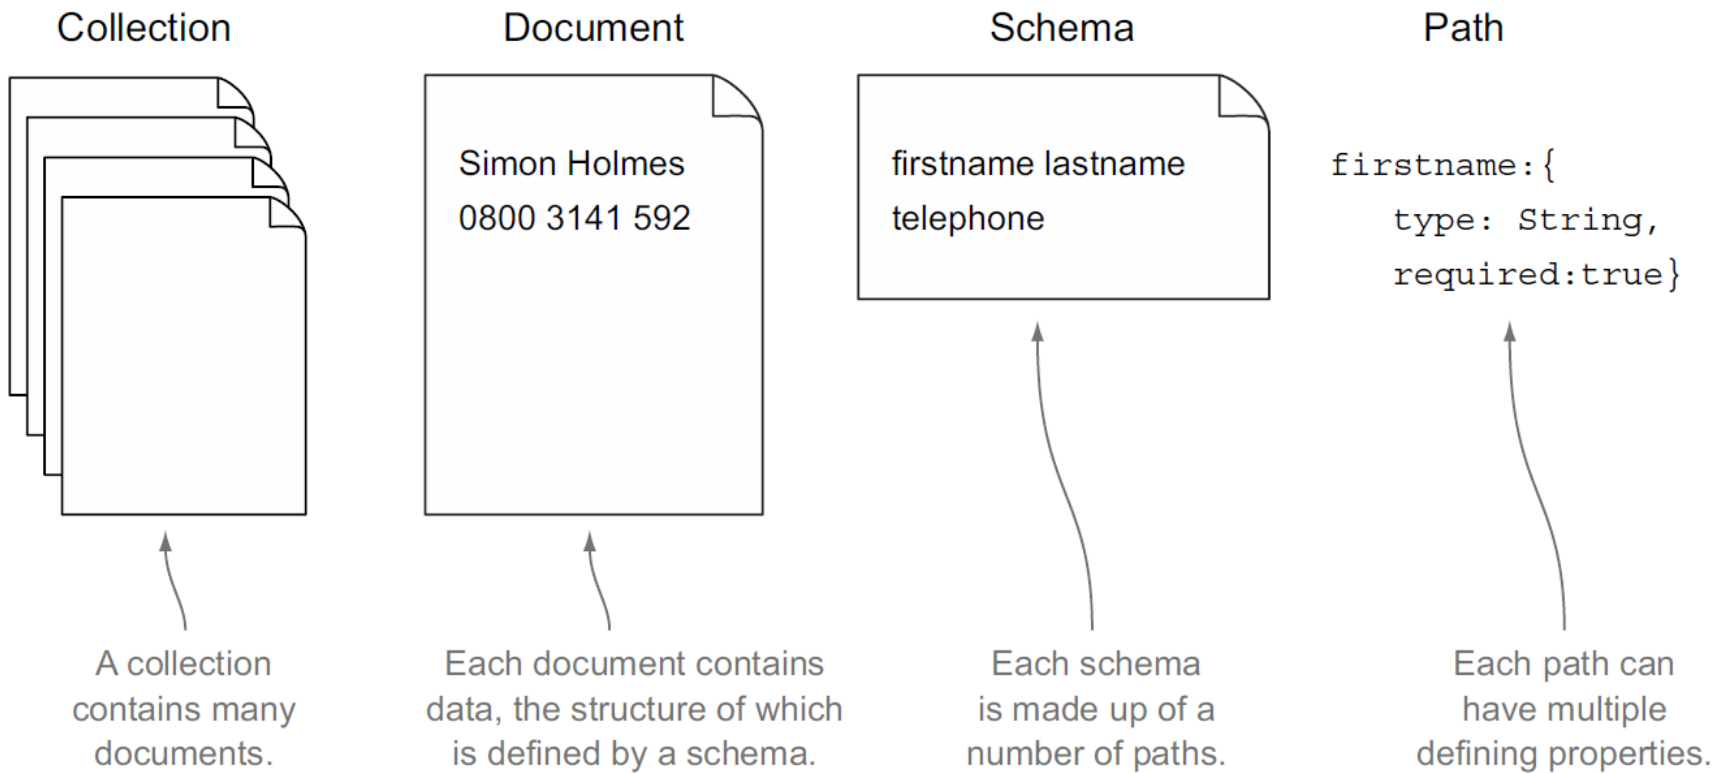 Collection
A collection
contains many
documents.
Document
Simon Holmes
0800 3141 592
Each document contains
data, the structure of which
is defined by a schema.
Schema
firstname lastname
telephone
Each schema
is made up of a
number of paths.
Path
firstname:{
type: String,
required:true}
Each path can
have multiple
defining properties.